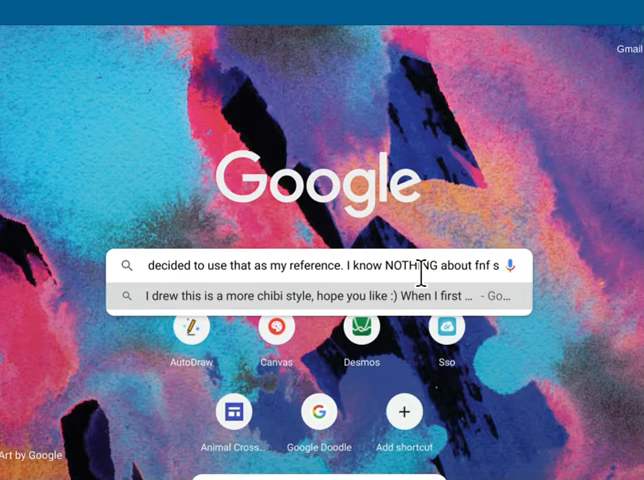 Gmail
Google
decided to use that as my reference. I know NOTHING about fnf s
I drew this is a more chibi style, hope you like :) When I first ... - Go...
AutoDraw
Canvas
Desmos
Sso
Animal Cross...
Google Doodle
Add shortcut
Art by Google